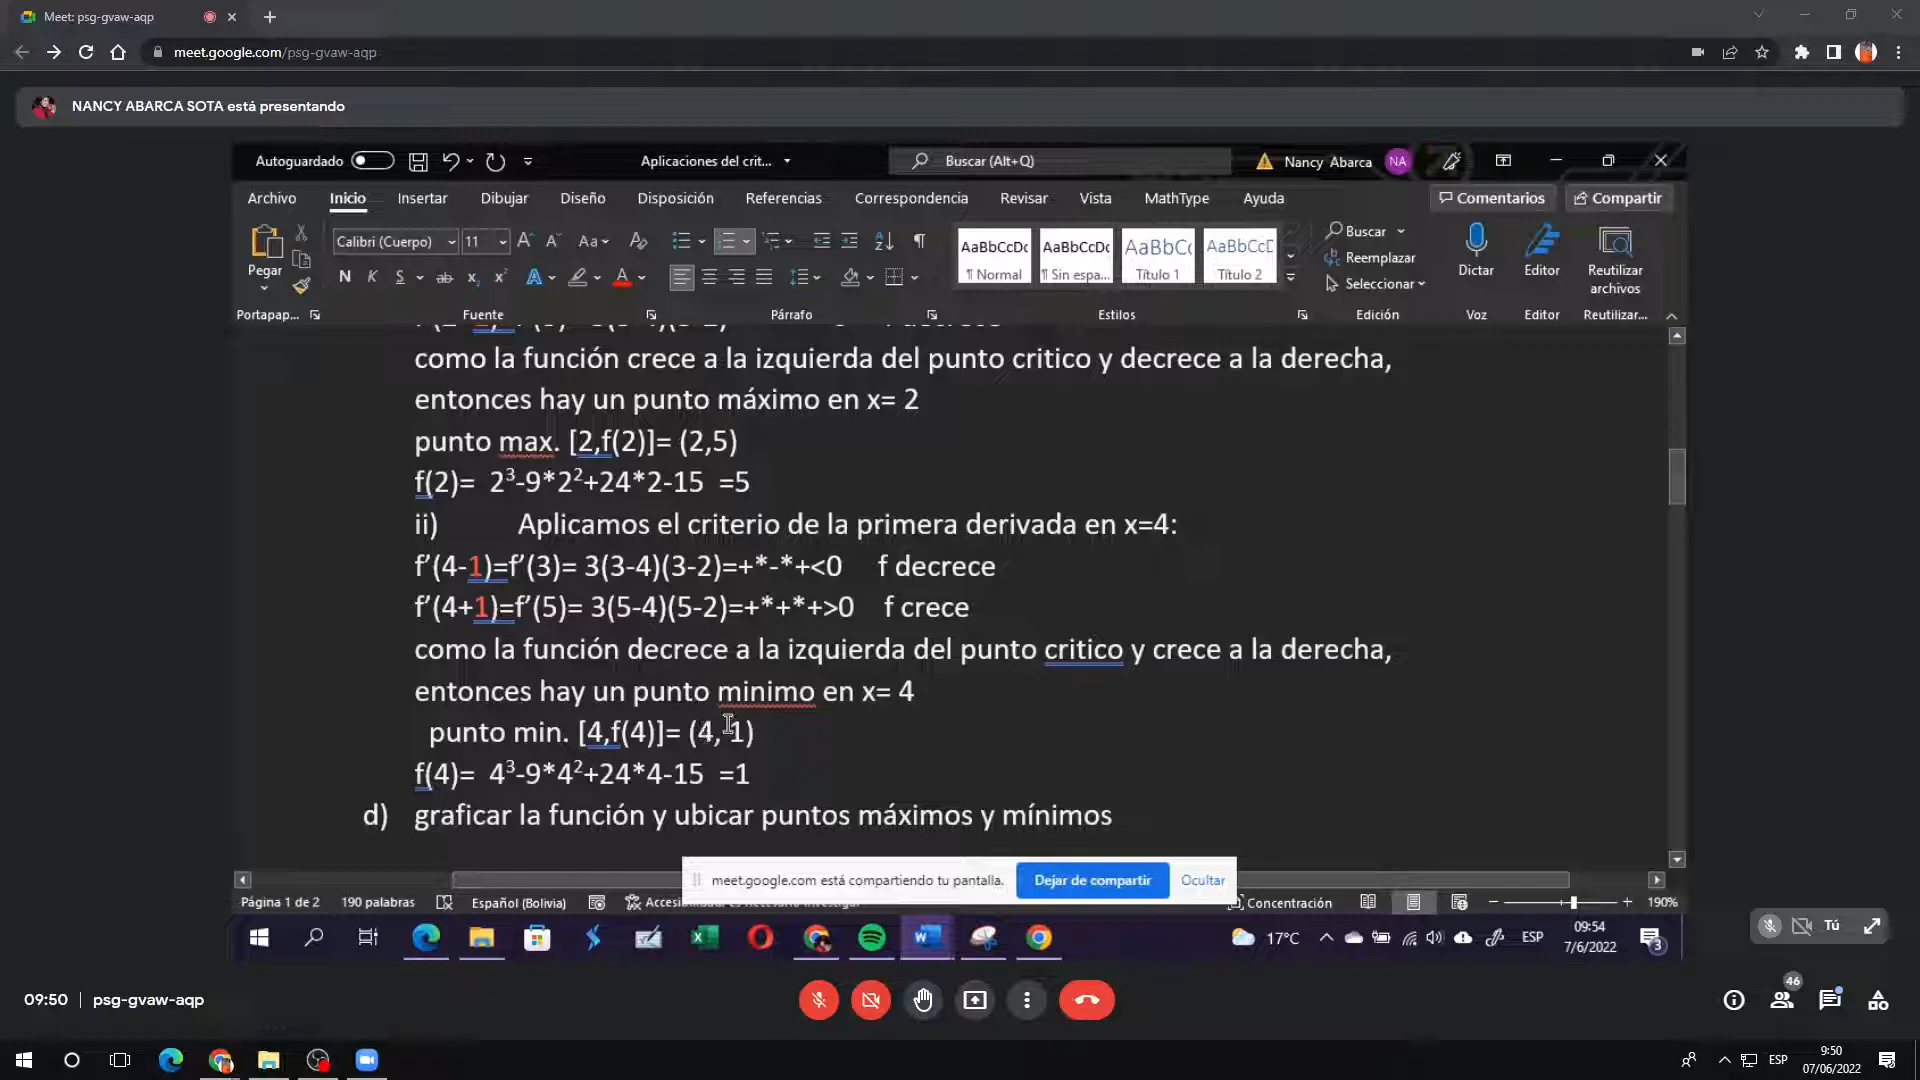 Meet: psg-gvaw-aqp
meet.google.com/psg-gvaw-aqp
NANCY ABARCA SOTA está presentando
Autoguardado
Aplicaciones del crit...
Buscar (Alt+Q)
Nancy Abarca
NA
Archivo
Inicio
Insertar
Dibujar
Diseño
Disposición
Referencias
Correspondencia
Revisar
Vista
MathType
Ayuda
Comentarios
Compartir
Pegar
Calibri (Cuerpo)
11
AaBbCcDc
¶ Normal
AaBbCcDc
¶ Sin espa...
AaBbC(
Título 1
AaBbCcD
Título 2
Buscar
Reemplazar
Seleccionar
Dictar
Editor
Reutilizar
archivos
Portapap...
Fuente
Párrafo
Estilos
Edición
Voz
Editor
Reutilizar...
como la función crece a la izquierda del punto critico y decrece a la derecha,
entonces hay un punto máximo en x= 2
punto max. [2,f(2)]= (2,5)
f(2)= 2³-9*2²+24*2-15 =5
ii) Aplicamos el criterio de la primera derivada en x=4:
f’(4-1)=f’(3)= 3(3-4)(3-2)=+*-*+<0 f decrece
f’(4+1)=f’(5)= 3(5-4)(5-2)=+*+*+>0 f crece
como la función decrece a la izquierda del punto critico y crece a la derecha,
entonces hay un punto minimo en x= 4
punto min. [4,f(4)]= (4, 1)
f(4)= 4³-9*4²+24*4-15 =1
d) graficar la función y ubicar puntos máximos y mínimos
meet.google.com está compartiendo tu pantalla.
Dejar de compartir
Ocultar
Página 1 de 2
190 palabras
Español (Bolivia)
Concentración
190%
17°C
ESP
09:54
7/6/2022
3
Tú
09:50 | psg-gvaw-aqp
46
ESP
9:50
07/06/2022